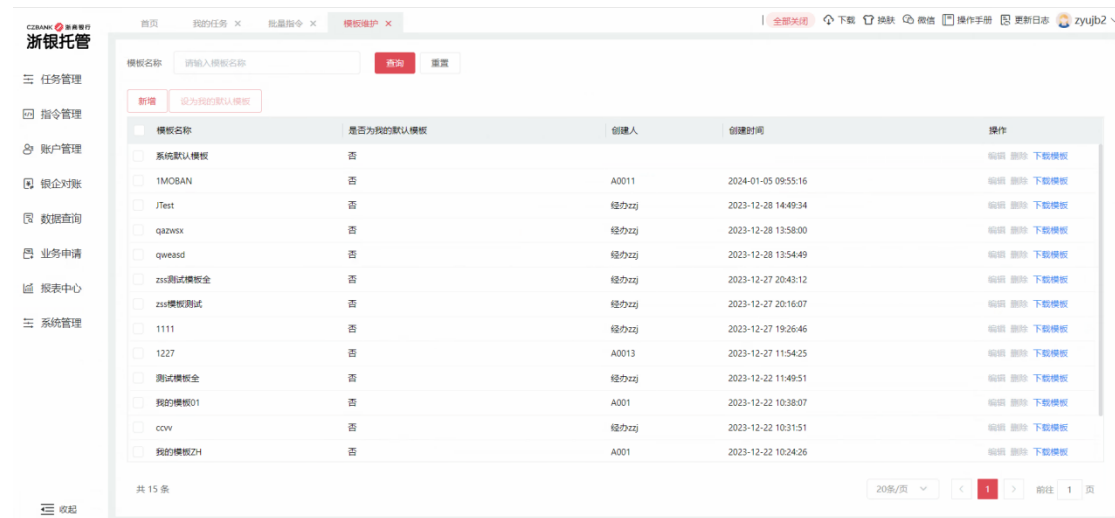 CZBANK 浙商银行
浙银托管
任务管理
指令管理
账户管理
银企对账
数据查询
业务申请
报表中心
系统管理
收起
首页 我的任务 × 批量指令 × 模板维护 ×
全部关闭 下载 换肤 微信 操作手册 更新日志 zyujb2
模板名称 请输入模板名称 查询 重置
新增 设为我的默认模板
模板名称 是否为我的默认模板 创建人 创建时间 操作
系统默认模板 否 编辑 删除 下载模板
1MOBAN 否 A0011 2024-01-05 09:55:16 编辑 删除 下载模板
JTest 否 经办zzj 2023-12-28 14:49:34 编辑 删除 下载模板
qazwsx 否 经办zzj 2023-12-28 13:58:00 编辑 删除 下载模板
qweasd 否 经办zzj 2023-12-28 13:54:49 编辑 删除 下载模板
zss测试模板全 否 经办zzj 2023-12-27 20:43:12 编辑 删除 下载模板
zss模板测试 否 经办zzj 2023-12-27 20:16:07 编辑 删除 下载模板
1111 否 经办zzj 2023-12-27 19:26:46 编辑 删除 下载模板
1227 否 A0013 2023-12-27 11:54:25 编辑 删除 下载模板
测试模板全 否 经办zzj 2023-12-22 11:49:51 编辑 删除 下载模板
我的模板01 否 A001 2023-12-22 10:38:07 编辑 删除 下载模板
ccvv 否 经办zzj 2023-12-22 10:31:51 编辑 删除 下载模板
我的模板ZH 否 A001 2023-12-22 10:24:26 编辑 删除 下载模板
共 15 条 20条/页 < 1 > 前往 1 页